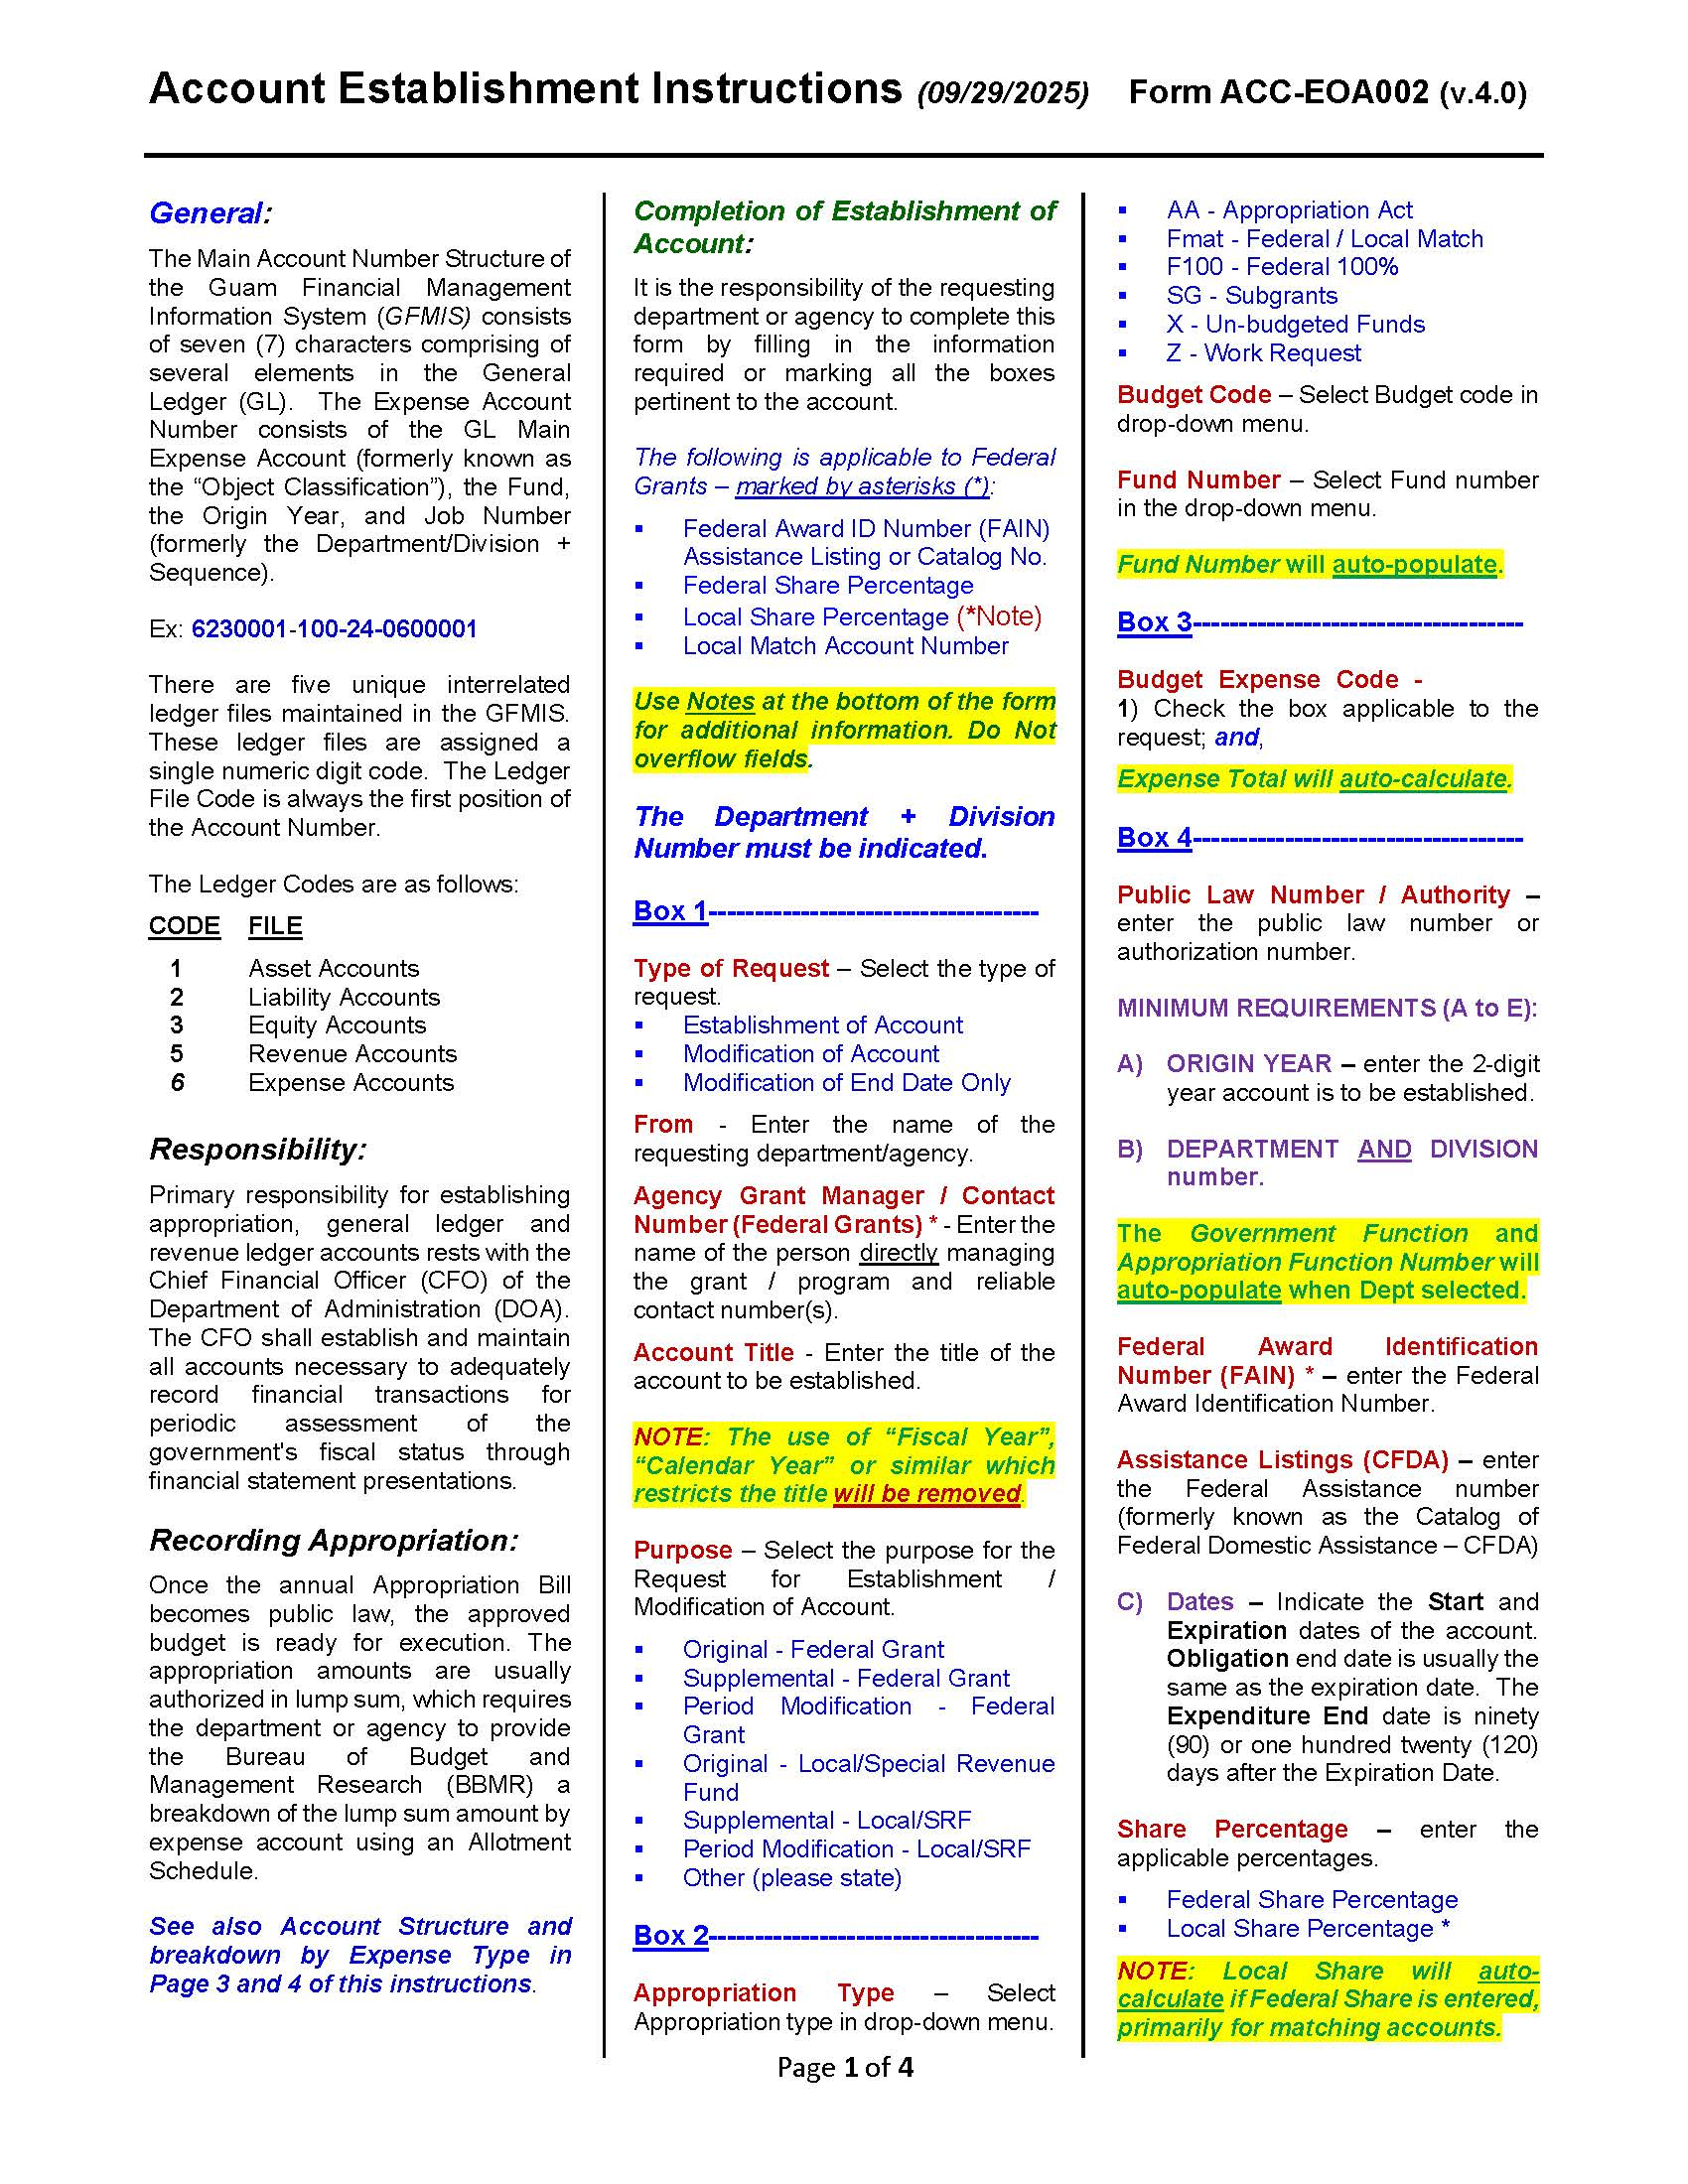 Account Establishment Instructions (09/29/2025) Form ACC-EOA002 (v.4.0)
General:
The Main Account Number Structure of
the Guam Financial Management
Information System (GFMIS) consists
of seven (7) characters comprising of
several elements in the General
Ledger (GL). The Expense Account
Number consists of the GL Main
Expense Account (formerly known as
the “Object Classification”), the Fund,
the Origin Year, and Job Number
(formerly the Department/Division +
Sequence).
Ex: 6230001-100-24-0600001
There are five unique interrelated
ledger files maintained in the GFMIS.
These ledger files are assigned a
single numeric digit code. The Ledger
File Code is always the first position of
the Account Number.
The Ledger Codes are as follows:
CODE FILE
1 Asset Accounts
2 Liability Accounts
3 Equity Accounts
5 Revenue Accounts
6 Expense Accounts
Responsibility:
Primary responsibility for establishing
appropriation, general ledger and
revenue ledger accounts rests with the
Chief Financial Officer (CFO) of the
Department of Administration (DOA).
The CFO shall establish and maintain
all accounts necessary to adequately
record financial transactions for
periodic assessment of the
government's fiscal status through
financial statement presentations.
Recording Appropriation:
Once the annual Appropriation Bill
becomes public law, the approved
budget is ready for execution. The
appropriation amounts are usually
authorized in lump sum, which requires
the department or agency to provide
the Bureau of Budget and
Management Research (BBMR) a
breakdown of the lump sum amount by
expense account using an Allotment
Schedule.
See also Account Structure and
breakdown by Expense Type in
Page 3 and 4 of this instructions.
Completion of Establishment of
Account:
It is the responsibility of the requesting
department or agency to complete this
form by filling in the information
required or marking all the boxes
pertinent to the account.
The following is applicable to Federal
Grants – marked by asterisks (*):
▪ Federal Award ID Number (FAIN)
Assistance Listing or Catalog No.
▪ Federal Share Percentage
▪ Local Share Percentage (*Note)
▪ Local Match Account Number
Use Notes at the bottom of the form
for additional information. Do Not
overflow fields.
The Department + Division
Number must be indicated.
Box 1------------------------------------
Type of Request – Select the type of
request.
▪ Establishment of Account
▪ Modification of Account
▪ Modification of End Date Only
From - Enter the name of the
requesting department/agency.
Agency Grant Manager / Contact
Number (Federal Grants) * - Enter the
name of the person directly managing
the grant / program and reliable
contact number(s).
Account Title - Enter the title of the
account to be established.
NOTE: The use of “Fiscal Year”,
“Calendar Year” or similar which
restricts the title will be removed.
Purpose – Select the purpose for the
Request for Establishment /
Modification of Account.
▪ Original - Federal Grant
▪ Supplemental - Federal Grant
▪ Period Modification - Federal
Grant
▪ Original - Local/Special Revenue
Fund
▪ Supplemental - Local/SRF
▪ Period Modification - Local/SRF
▪ Other (please state)
Box 2------------------------------------
Appropriation Type – Select
Appropriation type in drop-down menu.
▪ AA - Appropriation Act
▪ Fmat - Federal / Local Match
▪ F100 - Federal 100%
▪ SG - Subgrants
▪ X - Un-budgeted Funds
▪ Z - Work Request
Budget Code – Select Budget code in
drop-down menu.
Fund Number – Select Fund number
in the drop-down menu.
Fund Number will auto-populate.
Box 3------------------------------------
Budget Expense Code -
1) Check the box applicable to the
request; and,
Expense Total will auto-calculate.
Box 4------------------------------------
Public Law Number / Authority –
enter the public law number or
authorization number.
MINIMUM REQUIREMENTS (A to E):
A) ORIGIN YEAR – enter the 2-digit
year account is to be established.
B) DEPARTMENT AND DIVISION
number.
The Government Function and
Appropriation Function Number will
auto-populate when Dept selected.
Federal Award Identification
Number (FAIN) * – enter the Federal
Award Identification Number.
Assistance Listings (CFDA) – enter
the Federal Assistance number
(formerly known as the Catalog of
Federal Domestic Assistance – CFDA)
C) Dates – Indicate the Start and
Expiration dates of the account.
Obligation end date is usually the
same as the expiration date. The
Expenditure End date is ninety
(90) or one hundred twenty (120)
days after the Expiration Date.
Share Percentage – enter the
applicable percentages.
▪ Federal Share Percentage
▪ Local Share Percentage *
NOTE: Local Share will auto-
calculate if Federal Share is entered,
primarily for matching accounts.
Page 1 of 4